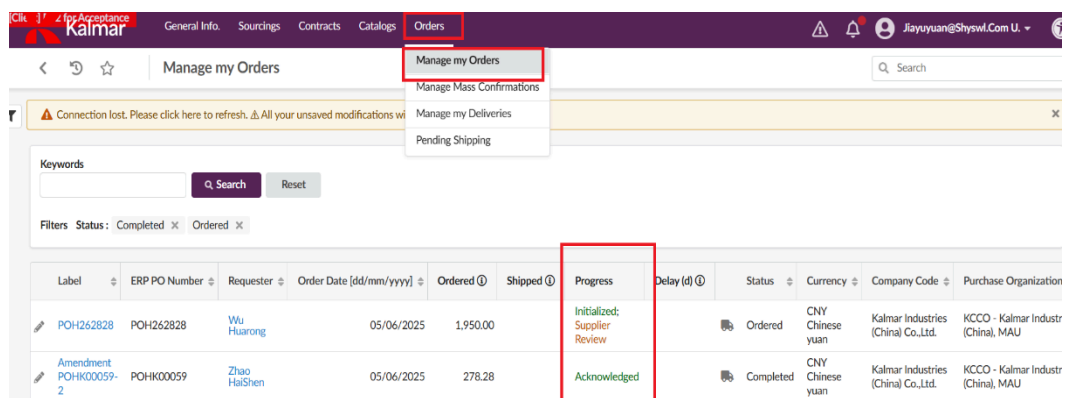 [Clic for Acceptance
Kalmar General Info. Sourcings Contracts Catalogs Orders Jiayuyuan@Shyswl.Com U.
Manage my Orders Manage my Orders Search
Manage Mass Confirmations
Connection lost. Please click here to refresh. ⚠ All your unsaved modifications wi Manage my Deliveries
Pending Shipping
Keywords
Search Reset
Filters Status : Completed × Ordered ×
Label ERP PO Number Requester Order Date [dd/mm/yyyy] Ordered Shipped Progress Delay (d) Status Currency Company Code Purchase Organization
POH262828 POH262828 Wu Huarong 05/06/2025 1,950.00 Initialized; Supplier Review Ordered CNY Chinese yuan Kalmar Industries (China) Co.,Ltd. KCCO - Kalmar Industr (China), MAU
Amendment POHK00059-2 POHK00059 Zhao HaiShen 05/06/2025 278.28 Acknowledged Completed CNY Chinese yuan Kalmar Industries (China) Co.,Ltd. KCCO - Kalmar Industr (China), MAU